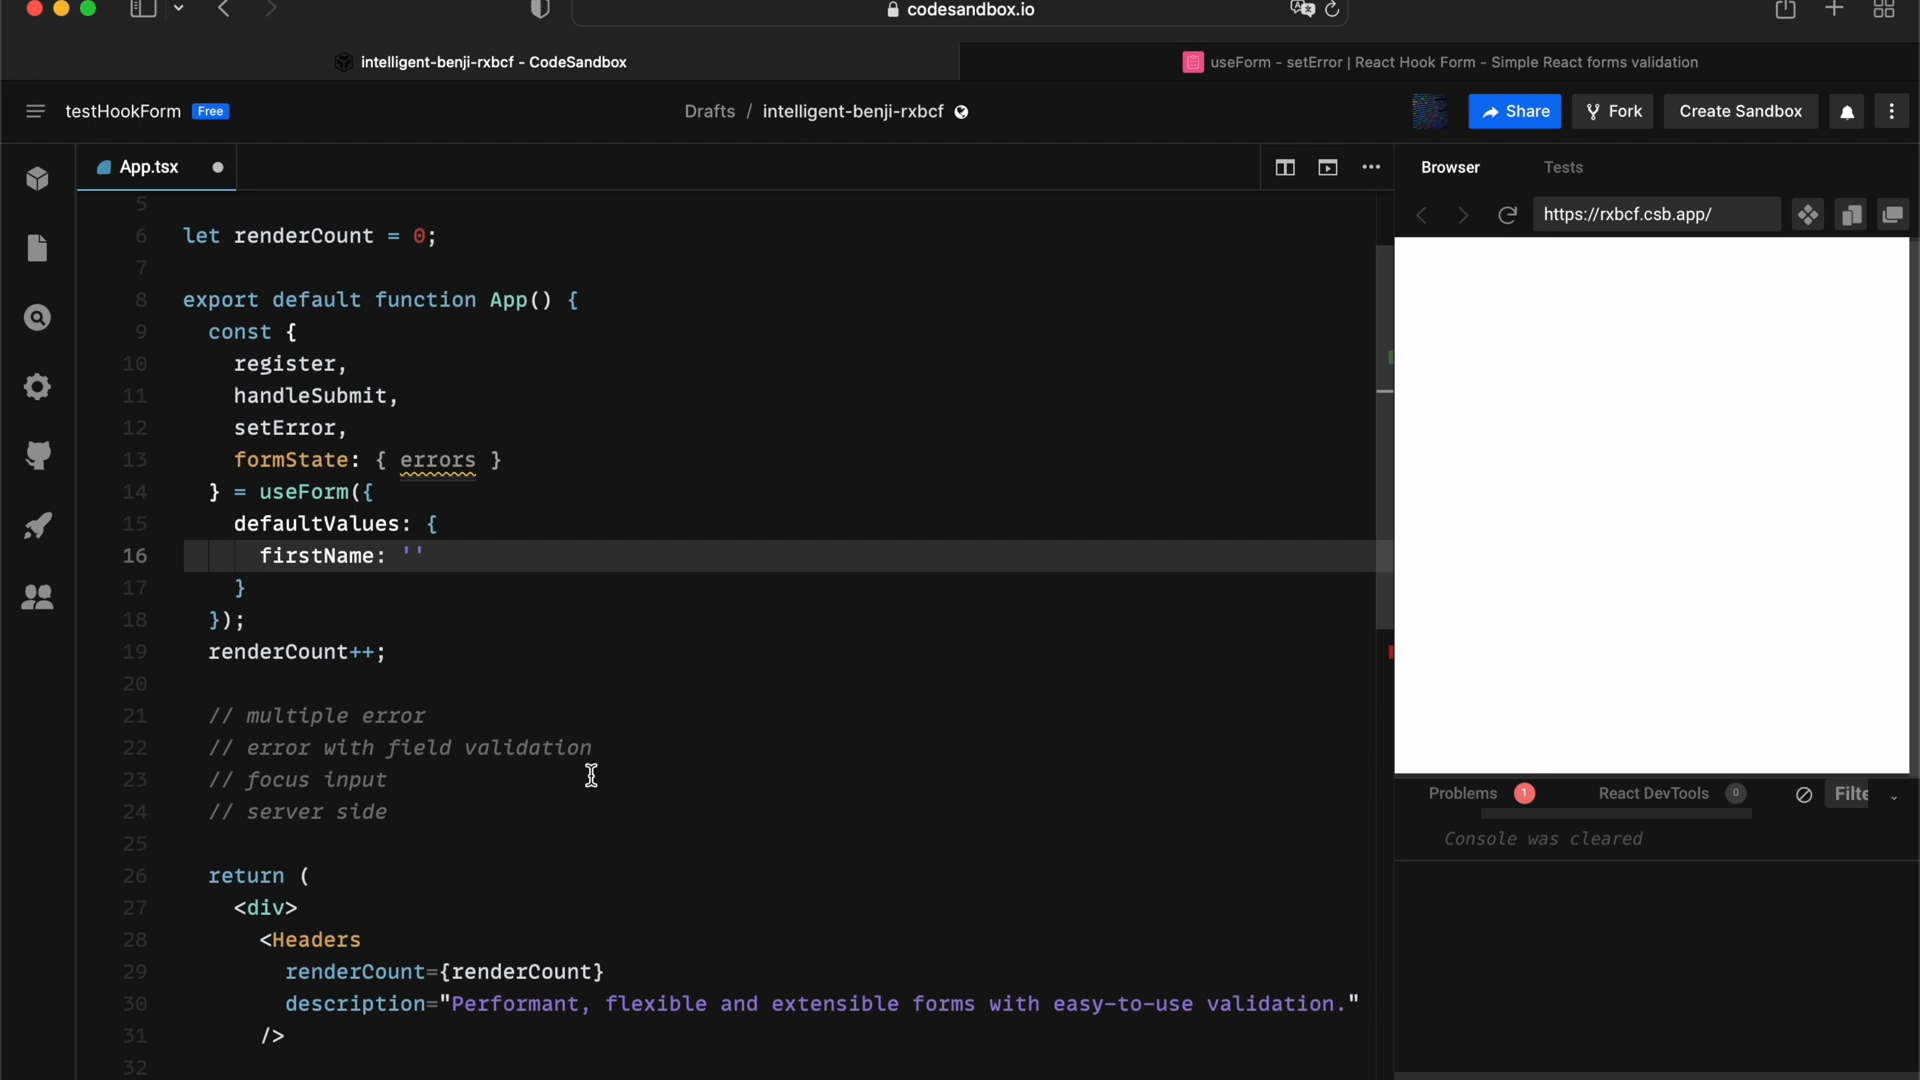 codesandbox.io
intelligent-benji-rxbcf - CodeSandbox
useForm - setError | React Hook Form - Simple React forms validation
testHookForm Free
Drafts / intelligent-benji-rxbcf
Share Fork Create Sandbox
App.tsx
Browser Tests
https://rxbcf.csb.app/
5
6 let renderCount = 0;
7
8 export default function App() {
9 const {
10 register,
11 handleSubmit,
12 setError,
13 formState: { errors }
14 } = useForm({
15 defaultValues: {
16 firstName: ''
17 }
18 });
19 renderCount++;
20
21 // multiple error
22 // error with field validation
23 // focus input
24 // server side
25
26 return (
27 <div>
28 <Headers
29 renderCount={renderCount}
30 description="Performant, flexible and extensible forms with easy-to-use validation."
31 />
32
Problems 1 React DevTools 0 Filte
Console was cleared